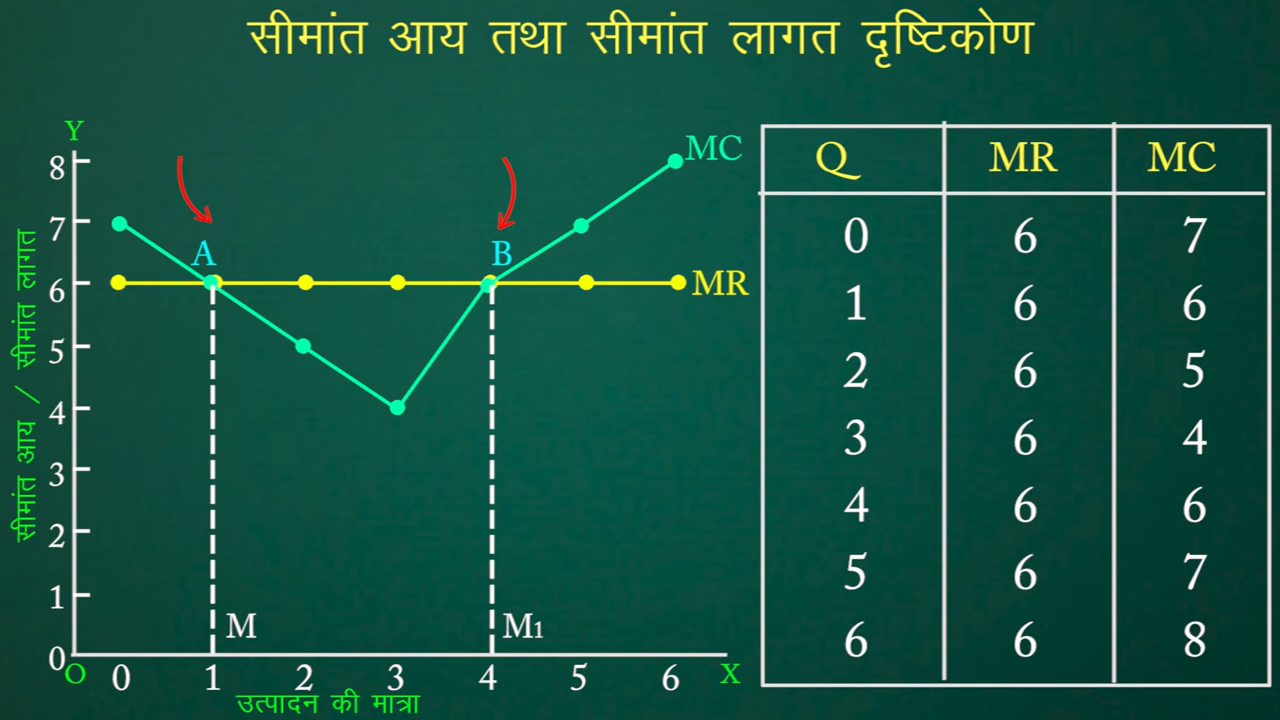 सीमांत आय तथा सीमांत लागत दृष्टिकोण
Y
8
7
6
5
4
3
2
1
0
सीमांत आय / सीमांत लागत
A
B
MC
MR
M
M1
O 0 1 2 3 4 5 6 X
उत्पादन की मात्रा
Q MR MC
0 6 7
1 6 6
2 6 5
3 6 4
4 6 6
5 6 7
6 6 8